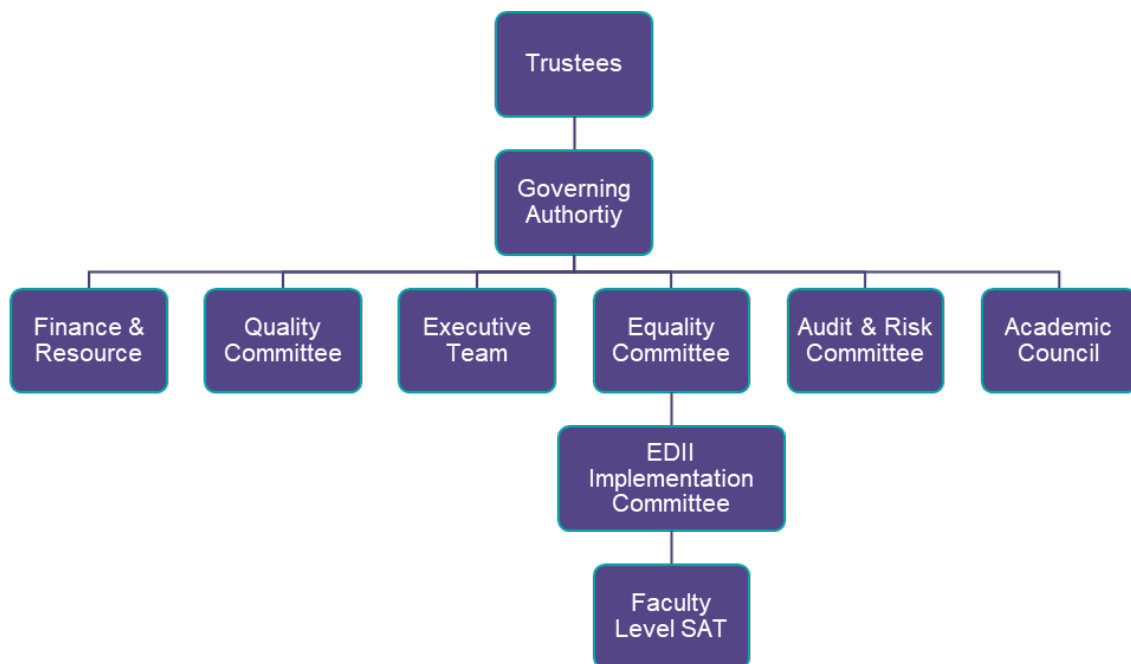 Trustees
Governing
Authortiy
Finance &
Resource
Quality
Committee
Executive
Team
Equality
Committee
Audit & Risk
Committee
Academic
Council
EDII
Implementation
Committee
Faculty
Level SAT